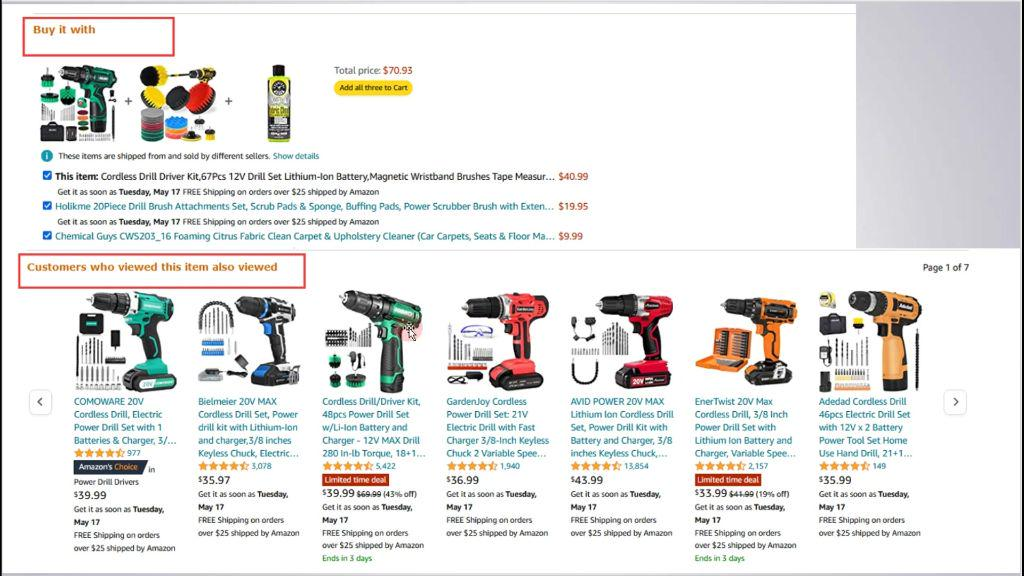 Buy it with
Total price: $70.93
Add all three to Cart
These items are shipped from and sold by different sellers. Show details
This item: Cordless Drill Driver Kit,67Pcs 12V Drill Set Lithium-Ion Battery,Magnetic Wristband Brushes Tape Measur... $40.99
Get it as soon as Tuesday, May 17 FREE Shipping on orders over $25 shipped by Amazon
Holikme 20Piece Drill Brush Attachments Set, Scrub Pads & Sponge, Buffing Pads, Power Scrubber Brush with Exten... $19.95
Get it as soon as Tuesday, May 17 FREE Shipping on orders over $25 shipped by Amazon
Chemical Guys CWS203_16 Foaming Citrus Fabric Clean Carpet & Upholstery Cleaner (Car Carpets, Seats & Floor Ma... $9.99
Customers who viewed this item also viewed
Page 1 of 7
COMOWARE 20V
Cordless Drill, Electric
Power Drill Set with 1
Batteries & Charger, 3/...
977
Amazon's Choice in
Power Drill Drivers
$39.99
Get it as soon as Tuesday,
May 17
FREE Shipping on orders
over $25 shipped by Amazon
Bielmeier 20V MAX
Cordless Drill Set, Power
drill kit with Lithium-Ion
and charger,3/8 inches
Keyless Chuck, Electric...
3,078
$35.97
Get it as soon as Tuesday,
May 17
FREE Shipping on orders
over $25 shipped by Amazon
Cordless Drill/Driver Kit,
48pcs Power Drill Set
w/Li-Ion Battery and
Charger - 12V MAX Drill
280 In-lb Torque, 18+1...
5,422
Limited time deal
$39.99 $69.99 (43% off)
Get it as soon as Tuesday,
May 17
FREE Shipping on orders
over $25 shipped by Amazon
Ends in 3 days
GardenJoy Cordless
Power Drill Set: 21V
Electric Drill with Fast
Charger 3/8-Inch Keyless
Chuck 2 Variable Spee...
1,940
$36.99
Get it as soon as Tuesday,
May 17
FREE Shipping on orders
over $25 shipped by Amazon
AVID POWER 20V MAX
Lithium Ion Cordless Drill
Set, Power Drill Kit with
Battery and Charger, 3/8
inches Keyless Chuck,...
13,854
$43.99
Get it as soon as Tuesday,
May 17
FREE Shipping on orders
over $25 shipped by Amazon
EnerTwist 20V Max
Cordless Drill, 3/8 Inch
Power Drill Set with
Lithium Ion Battery and
Charger, Variable Spee...
2,157
Limited time deal
$33.99 $41.99 (19% off)
Get it as soon as Tuesday,
May 17
FREE Shipping on orders
over $25 shipped by Amazon
Ends in 3 days
Adedad Cordless Drill
46pcs Electric Drill Set
with 12V x 2 Battery
Power Tool Set Home
Use Hand Drill, 21+1...
149
$35.99
Get it as soon as Tuesday,
May 17
FREE Shipping on orders
over $25 shipped by Amazon